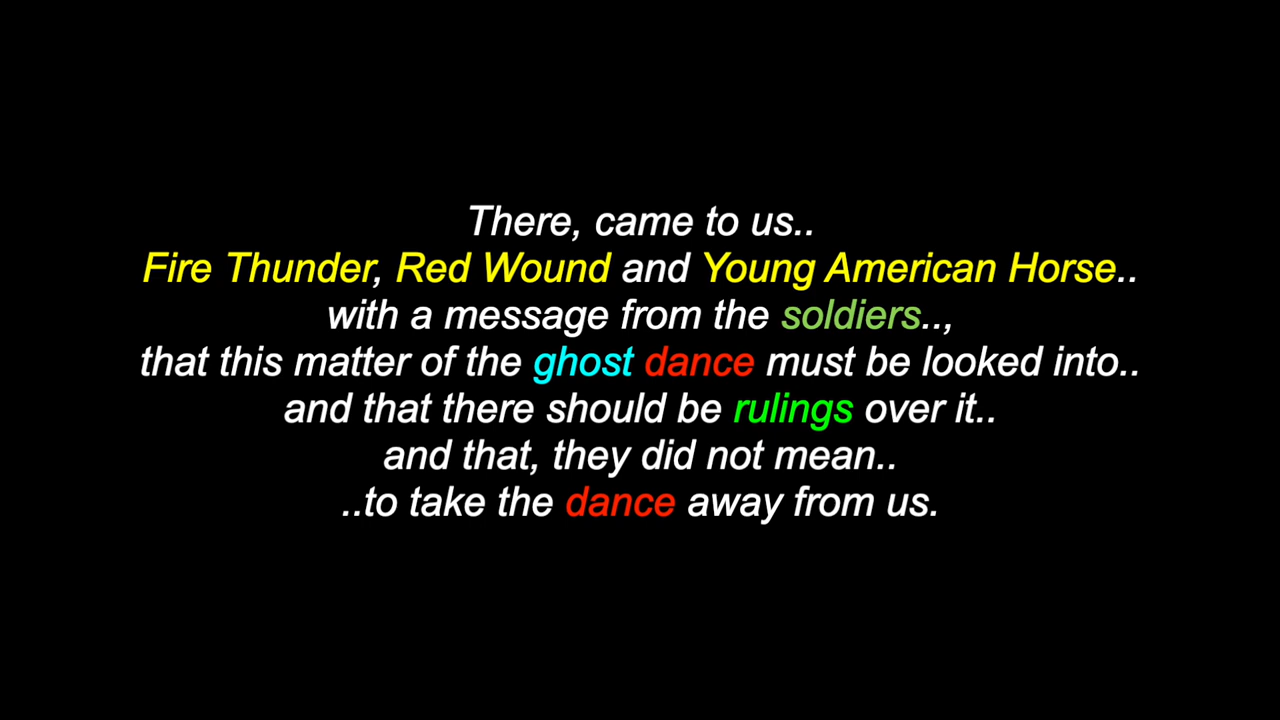 There, came to us..
Fire Thunder, Red Wound and Young American Horse..
with a message from the soldiers..,
that this matter of the ghost dance must be looked into..
and that there should be rulings over it..
and that, they did not mean..
..to take the dance away from us.